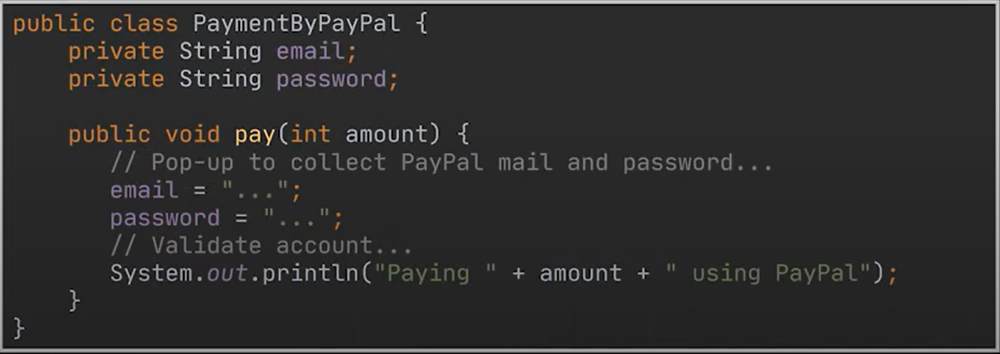 public class PaymentByPayPal {
    private String email;
    private String password;

    public void pay(int amount) {
       // Pop-up to collect PayPal mail and password...
       email = "...";
       password = "...";
       // Validate account...
       System.out.println("Paying " + amount + " using PayPal");
    }
}